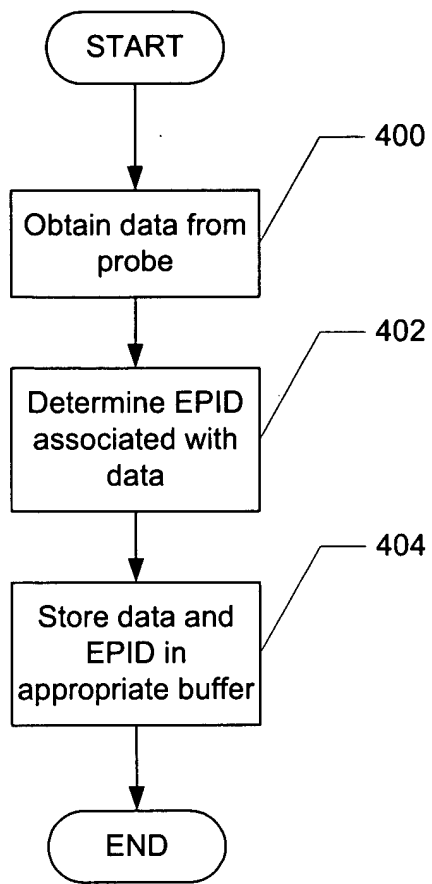 START
400
Obtain data from
probe
402
Determine EPID
associated with
data
404
Store data and
EPID in
appropriate buffer
END